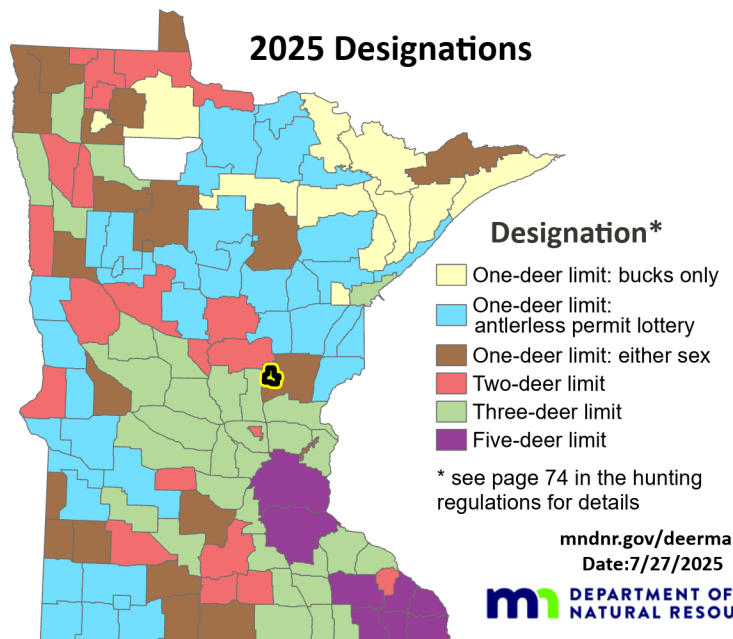 2025 Designations
Designation*
One-deer limit: bucks only
One-deer limit:
antlerless permit lottery
One-deer limit: either sex
Two-deer limit
Three-deer limit
Five-deer limit
* see page 74 in the hunting
regulations for details
mndnr.gov/deerma
Date:7/27/2025
mn DEPARTMENT OF
NATURAL RESOU